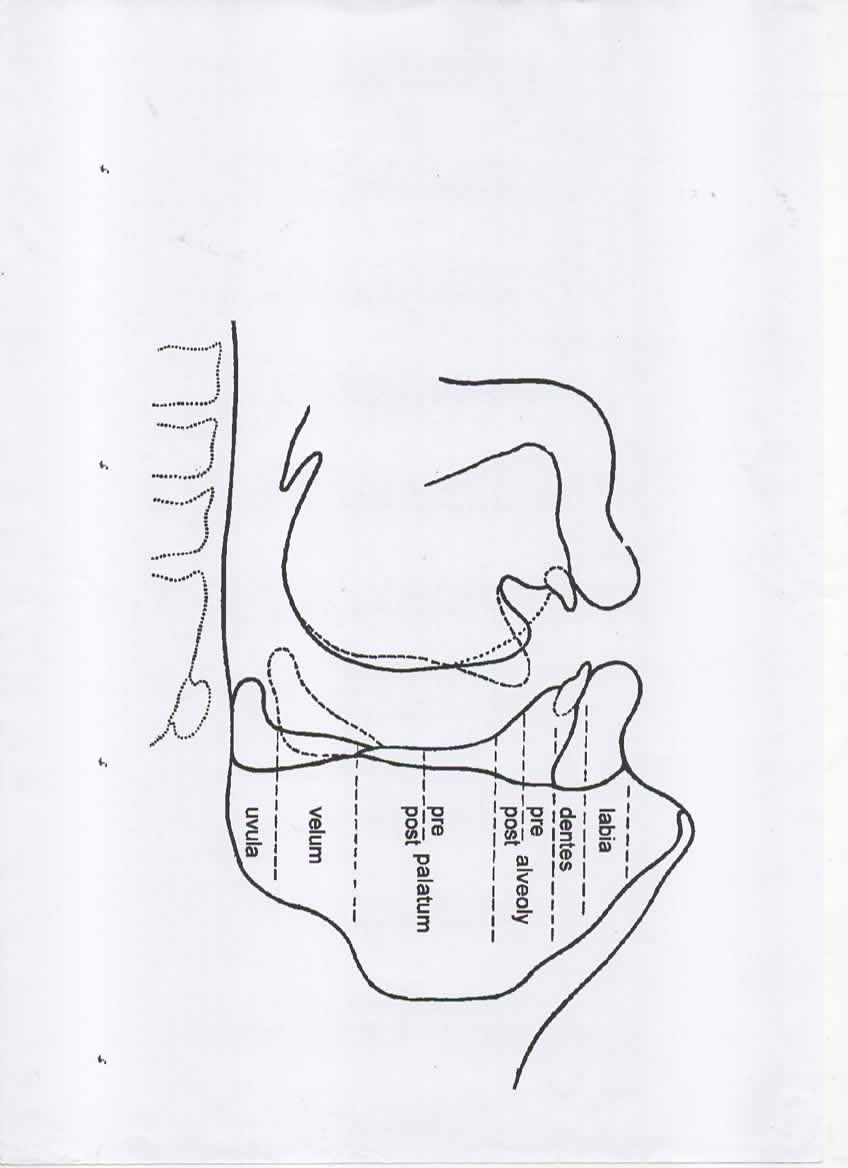 labia
dentes
pre
post
alveoly
pre
post
palatum
velum
uvula